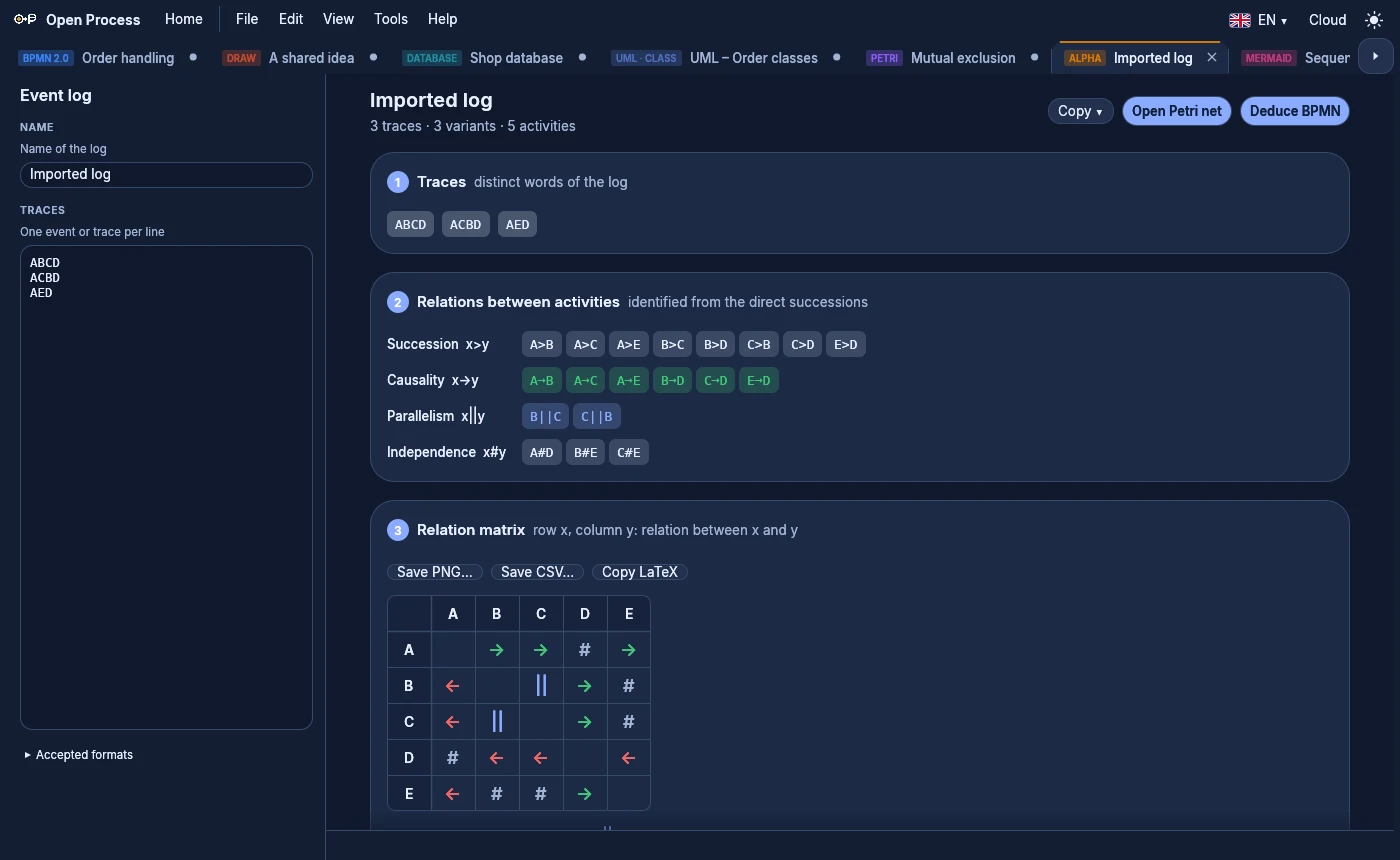 Open Process Home File Edit View Tools Help EN ▾ Cloud
BPMN 2.0 Order handling DRAW A shared idea DATABASE Shop database UML · CLASS UML – Order classes PETRI Mutual exclusion ALPHA Imported log × MERMAID Sequer
Event log
NAME
Name of the log
Imported log
TRACES
One event or trace per line
ABCD
ACBD
AED
▸ Accepted formats
Imported log
3 traces · 3 variants · 5 activities
Copy ▾ Open Petri net Deduce BPMN
1 Traces distinct words of the log
ABCD ACBD AED
2 Relations between activities identified from the direct successions
Succession x>y A>B A>C A>E B>C B>D C>B C>D E>D
Causality x→y A→B A→C A→E B→D C→D E→D
Parallelism x||y B||C C||B
Independence x#y A#D B#E C#E
3 Relation matrix row x, column y: relation between x and y
Save PNG... Save CSV... Copy LaTeX
A B C D E
A → → # →
B ← || → #
C ← || → #
D # ← ← ←
E ← # # →